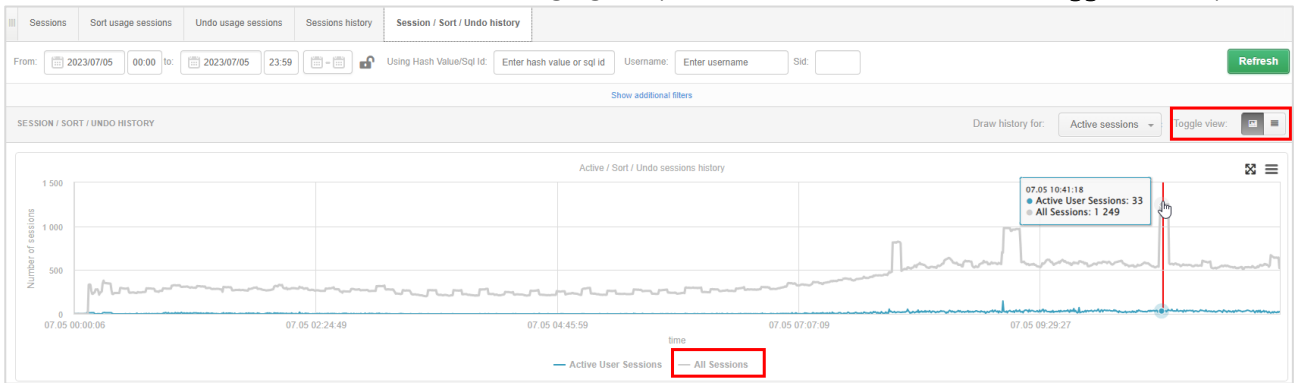 Sessions Sort usage sessions Undo usage sessions Sessions history Session / Sort / Undo history
From: 2023/07/05 00:00 to: 2023/07/05 23:59 - Using Hash Value/Sql Id: Enter hash value or sql id Username: Enter username Sid: Refresh
Show additional filters
SESSION / SORT / UNDO HISTORY Draw history for: Active sessions Toggle view:
Active / Sort / Undo sessions history
1 500
07.05 10:41:18
Active User Sessions: 33
All Sessions: 1 249
1 000
Number of sessions
500
0
07.05 00:00:06 07.05 02:24:49 07.05 04:45:59 07.05 07:07:09 07.05 09:29:27
time
Active User Sessions All Sessions